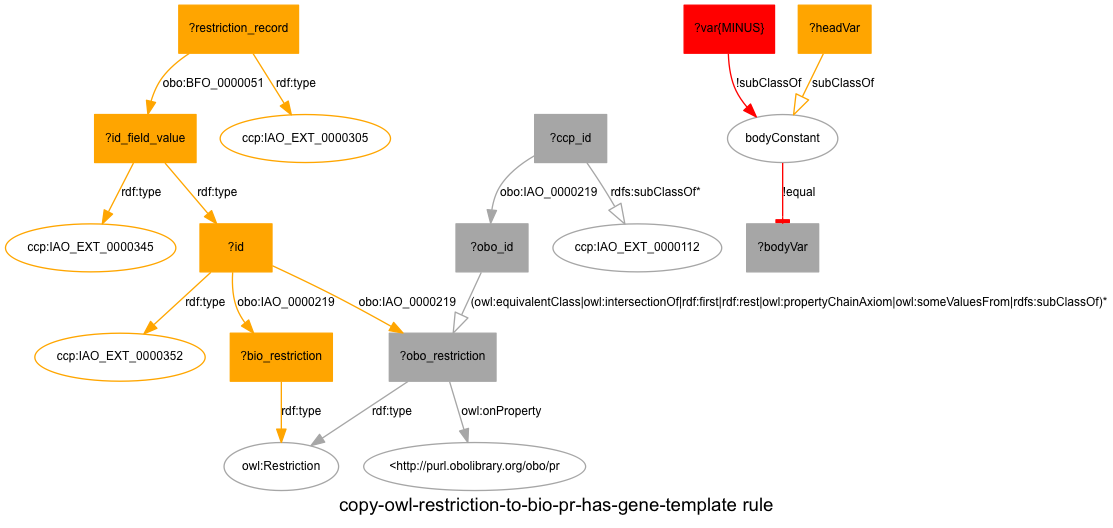 ?restriction_record
?var(MINUS)
?headVar
obo:BFO_0000051
rdf:type
!subClassOf
subClassOf
?id_field_value
ccp:IAO_EXT_0000305
?ccp_id
bodyConstant
rdf:type
rdf:type
obo:IAO_0000219
rdfs:subClassOf*
!equal
ccp:IAO_EXT_0000345
?id
?obo_id
ccp:IAO_EXT_0000112
?bodyVar
rdf:type
obo:IAO_0000219
obo:IAO_0000219
(owl:equivalentClass|owl:intersectionOf|rdf:first|rdf:rest|owl:propertyChainAxiom|owl:someValuesFrom|rdfs:subClassOf)*
ccp:IAO_EXT_0000352
?bio_restriction
?obo_restriction
rdf:type
rdf:type
owl:onProperty
owl:Restriction
<http://purl.obolibrary.org/obo/pr
copy-owl-restriction-to-bio-pr-has-gene-template rule